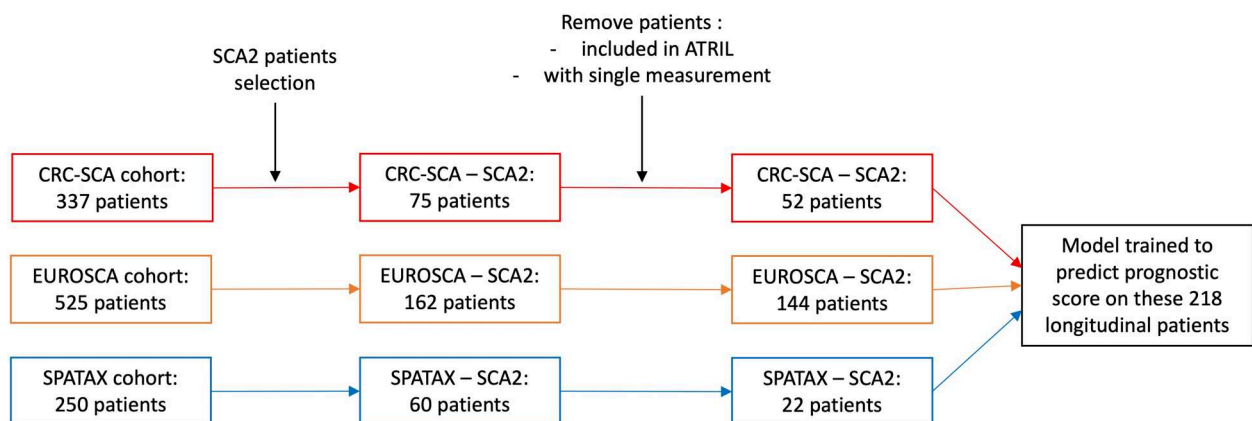 SCA2 patients
selection
Remove patients :
- included in ATRIL
- with single measurement
CRC-SCA cohort:
337 patients
CRC-SCA – SCA2:
75 patients
CRC-SCA – SCA2:
52 patients
EUROSCA cohort:
525 patients
EUROSCA – SCA2:
162 patients
EUROSCA – SCA2:
144 patients
SPATAX cohort:
250 patients
SPATAX – SCA2:
60 patients
SPATAX – SCA2:
22 patients
Model trained to
predict prognostic
score on these 218
longitudinal patients